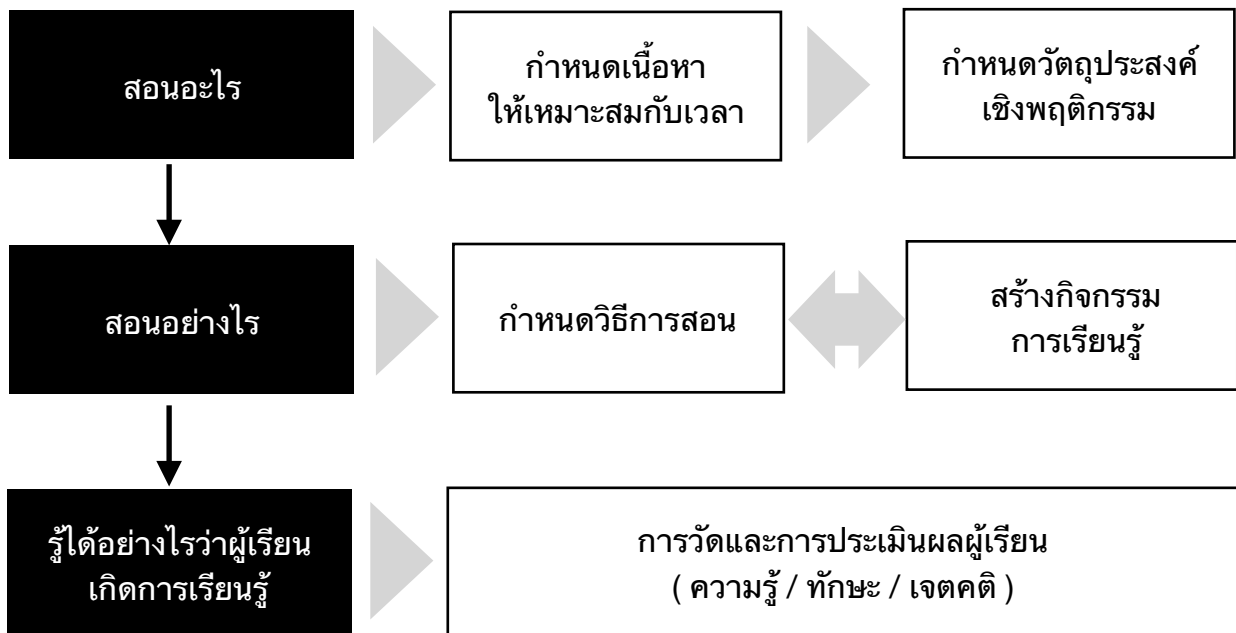 สอนอะไร
กำหนดเนื้อหา
ให้เหมาะสมกับเวลา
กำหนดวัตถุประสงค์
เชิงพฤติกรรม
สอนอย่างไร
กำหนดวิธีการสอน
สร้างกิจกรรม
การเรียนรู้
รู้ได้อย่างไรว่าผู้เรียน
เกิดการเรียนรู้
การวัดและการประเมินผลผู้เรียน
( ความรู้ / ทักษะ / เจตคติ )